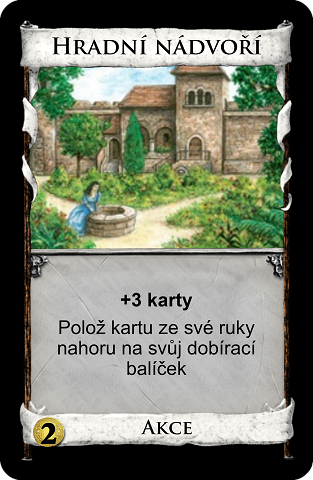 Hradní nádvoří
+3 karty
Polož kartu ze své ruky
nahoru na svůj dobírací
balíček
2
Akce